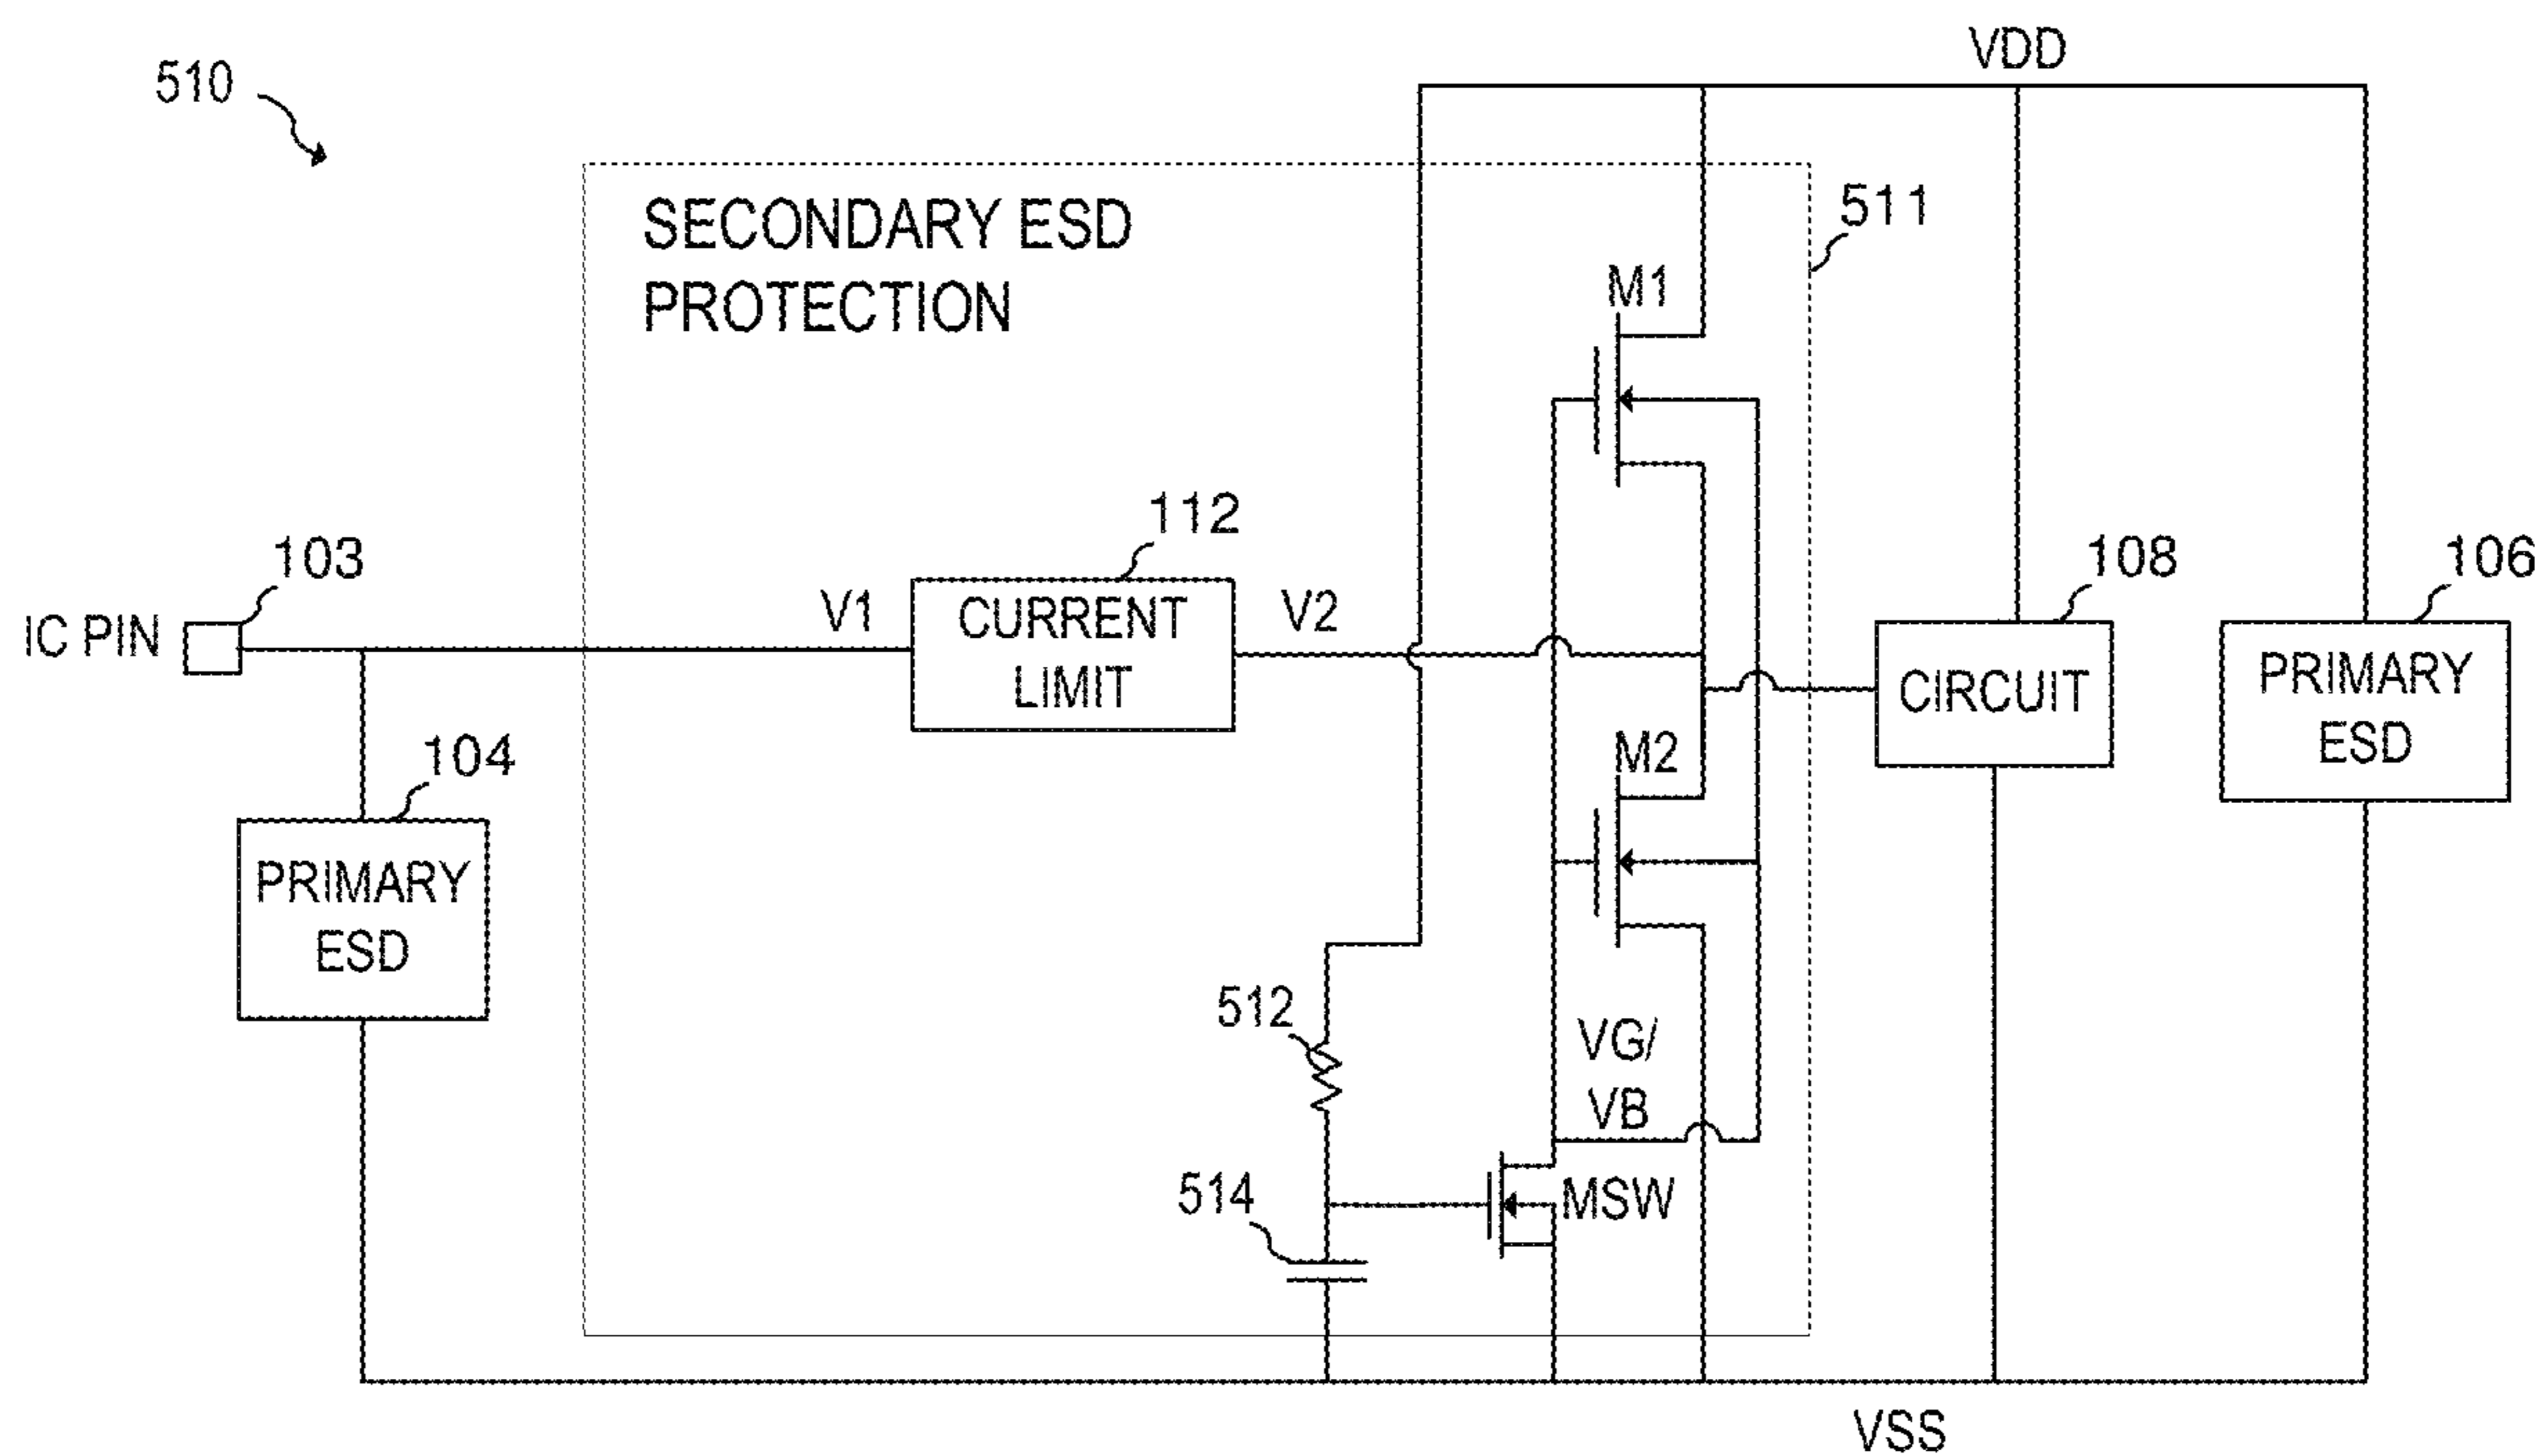 VDD
510
SECONDARY ESD
PROTECTION
511
M1
112
103
108
106
IC PIN
V1
CURRENT
LIMIT
V2
CIRCUIT
PRIMARY
ESD
M2
104
PRIMARY
ESD
512
VG/
VB
514
MSW
VSS